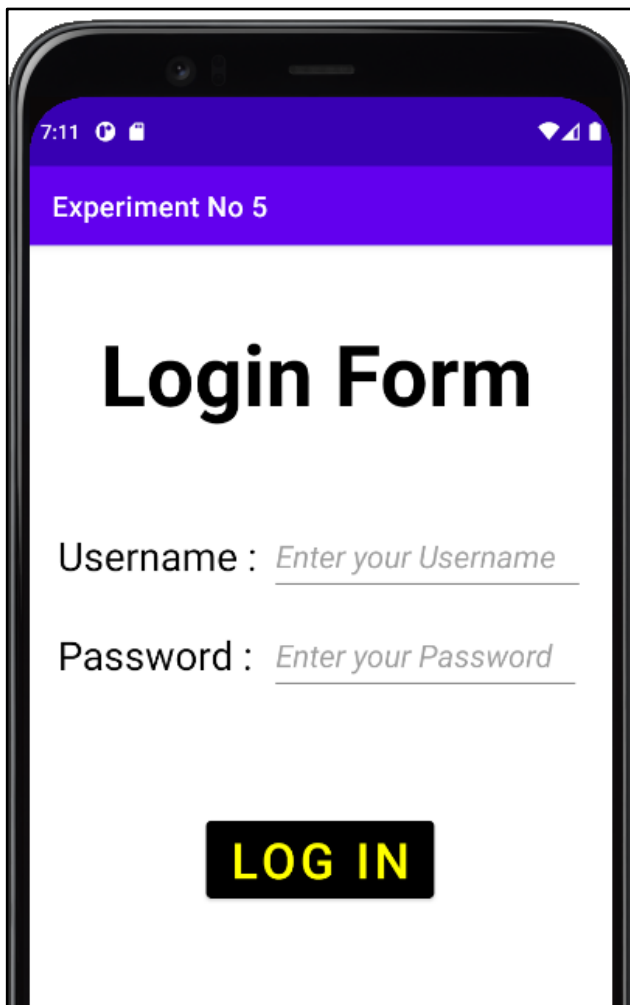 7:11
Experiment No 5
Login Form
Username : Enter your Username
Password : Enter your Password
LOG IN